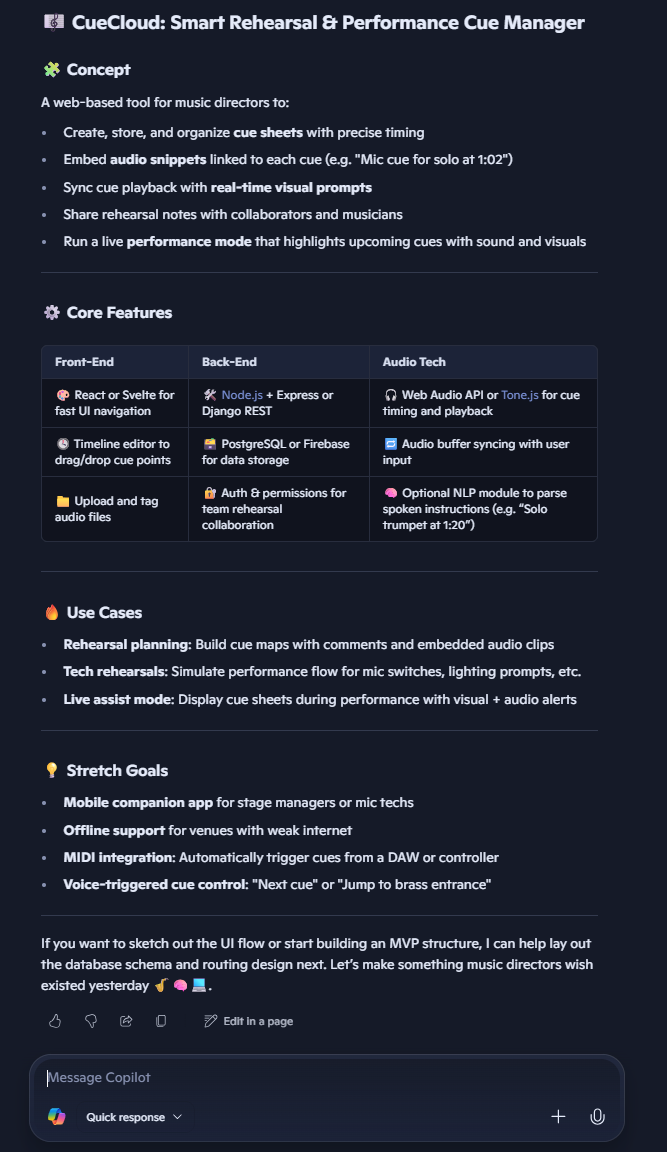 🎼 CueCloud: Smart Rehearsal & Performance Cue Manager
🧩 Concept
A web-based tool for music directors to:
• Create, store, and organize cue sheets with precise timing
• Embed audio snippets linked to each cue (e.g. "Mic cue for solo at 1:02")
• Sync cue playback with real-time visual prompts
• Share rehearsal notes with collaborators and musicians
• Run a live performance mode that highlights upcoming cues with sound and visuals
⚙️ Core Features
Front-End Back-End Audio Tech
🎨 React or Svelte for
fast UI navigation
🛠️ Node.js + Express or
Django REST
🎧 Web Audio API or Tone.js for cue
timing and playback
🕒 Timeline editor to
drag/drop cue points
🗃️ PostgreSQL or Firebase
for data storage
🔁 Audio buffer syncing with user
input
📁 Upload and tag
audio files
🔐 Auth & permissions for
team rehearsal
collaboration
🧠 Optional NLP module to parse
spoken instructions (e.g. “Solo
trumpet at 1:20”)
🔥 Use Cases
• Rehearsal planning: Build cue maps with comments and embedded audio clips
• Tech rehearsals: Simulate performance flow for mic switches, lighting prompts, etc.
• Live assist mode: Display cue sheets during performance with visual + audio alerts
💡 Stretch Goals
• Mobile companion app for stage managers or mic techs
• Offline support for venues with weak internet
• MIDI integration: Automatically trigger cues from a DAW or controller
• Voice-triggered cue control: "Next cue" or "Jump to brass entrance"
If you want to sketch out the UI flow or start building an MVP structure, I can help lay out
the database schema and routing design next. Let’s make something music directors wish
existed yesterday 🎷🧠💻.
Edit in a page
Message Copilot
Quick response